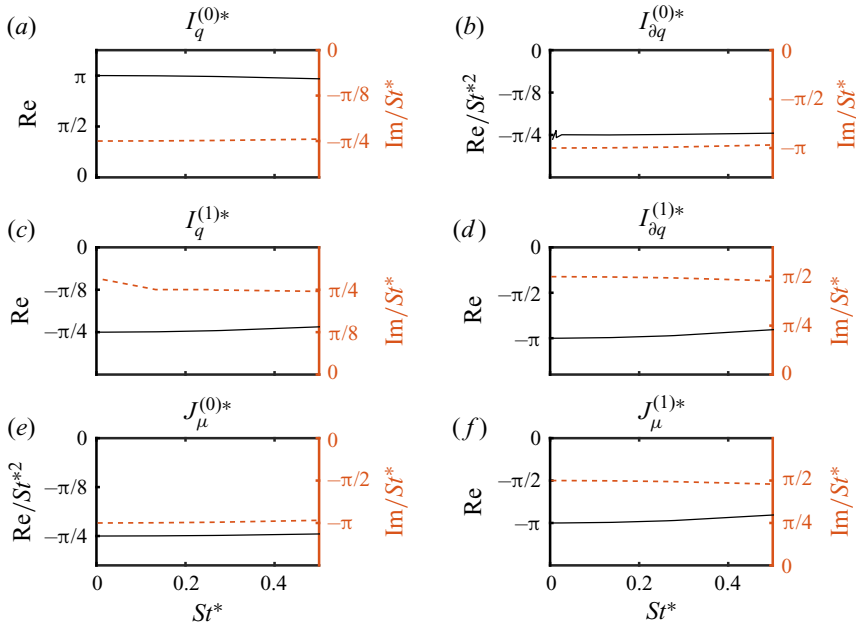 (a) I_q^{(0)*} (b) I_{∂q}^{(0)*}
π 0 0 0
−π/8 −π/8 −π/2
Re π/2 Im/St* Re/St*² Im/St*
−π/4 −π/4 −π
0
(c) I_q^{(1)*} (d) I_{∂q}^{(1)*}
0 0
−π/8 π/4 −π/2 π/2
Re Im/St* Re Im/St*
−π/4 π/8 −π π/4
0 0
(e) J_μ^{(0)*} (f) J_μ^{(1)*}
0 0 0
−π/8 −π/2 −π/2 π/2
Re/St*² Im/St* Re Im/St*
−π/4 −π −π π/4
0
0 0.2 0.4 0 0.2 0.4
St* St*